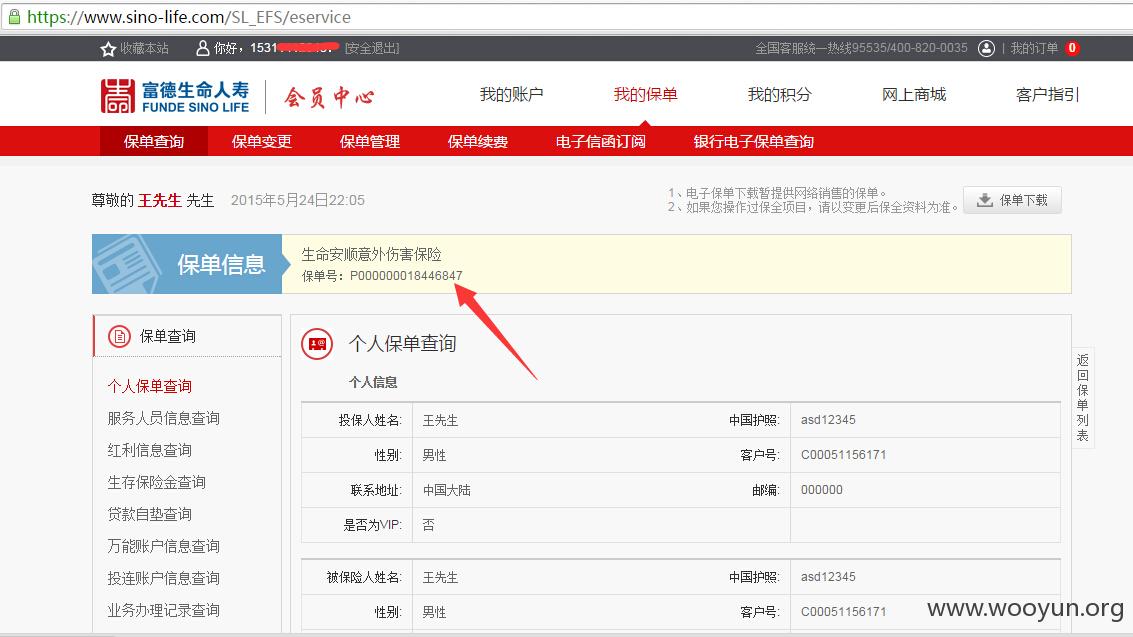 https://www.sino-life.com/SL_EFS/eservice
收藏本站 你好，1531 [安全退出] 全国客服统一热线95535/400-820-0035 | 我的订单 0
富德生命人寿 FUNDE SINO LIFE 会员中心 我的账户 我的保单 我的积分 网上商城 客户指引
保单查询 保单变更 保单管理 保单续费 电子信函订阅 银行电子保单查询
尊敬的 王先生 先生 2015年5月24日22:05
1、电子保单下载暂提供网络销售的保单。
2、如果您操作过保全项目，请以变更后保全资料为准。
保单下载
保单信息
生命安顺意外伤害保险
保单号：P000000018446847
保单查询
个人保单查询
服务人员信息查询
红利信息查询
生存保险金查询
贷款自垫查询
万能账户信息查询
投连账户信息查询
业务办理记录查询
个人保单查询
个人信息
投保人姓名: 王先生 中国护照: asd12345
性别: 男性 客户号: C00051156171
联系地址: 中国大陆 邮编: 000000
是否为VIP: 否
被保险人姓名: 王先生 中国护照: asd12345
性别: 男性 客户号: C00051156171
返回保单列表
www.wooyun.org